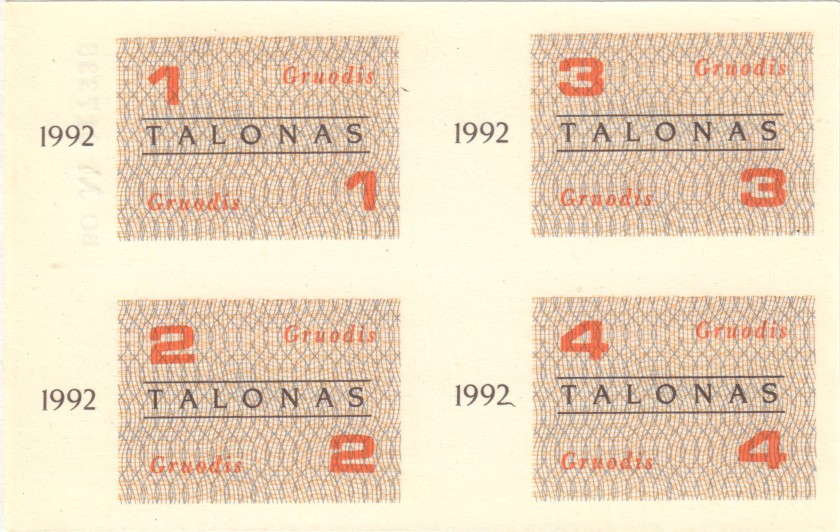 1 Gruodis
1992 TALONAS
Gruodis 1
3 Gruodis
1992 TALONAS
Gruodis 3
2 Gruodis
1992 TALONAS
Gruodis 2
4 Gruodis
1992 TALONAS
Gruodis 4